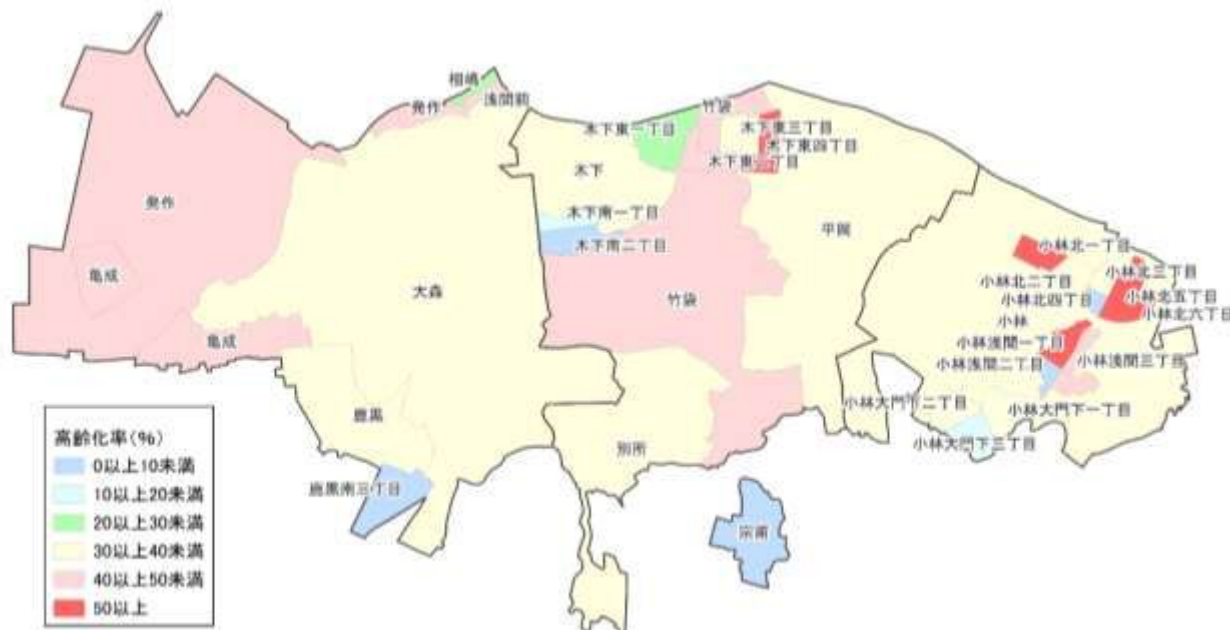 相嶋
浅間前
発作
竹袋
木下東一丁目
木下東三丁目
木下東四丁目
木下東二丁目
木下
発作
木下南一丁目
木下南二丁目
平岡
小林北一丁目
小林北三丁目
小林北二丁目
小林北五丁目
小林北四丁目
小林北六丁目
亀成
大森
竹袋
小林
亀成
小林浅間一丁目
小林浅間二丁目
小林浅間三丁目
小林大門下二丁目
小林大門下一丁目
小林大門下三丁目
鹿黒
別所
鹿黒南三丁目
宗甫
高齢化率(%)
0以上10未満
10以上20未満
20以上30未満
30以上40未満
40以上50未満
50以上